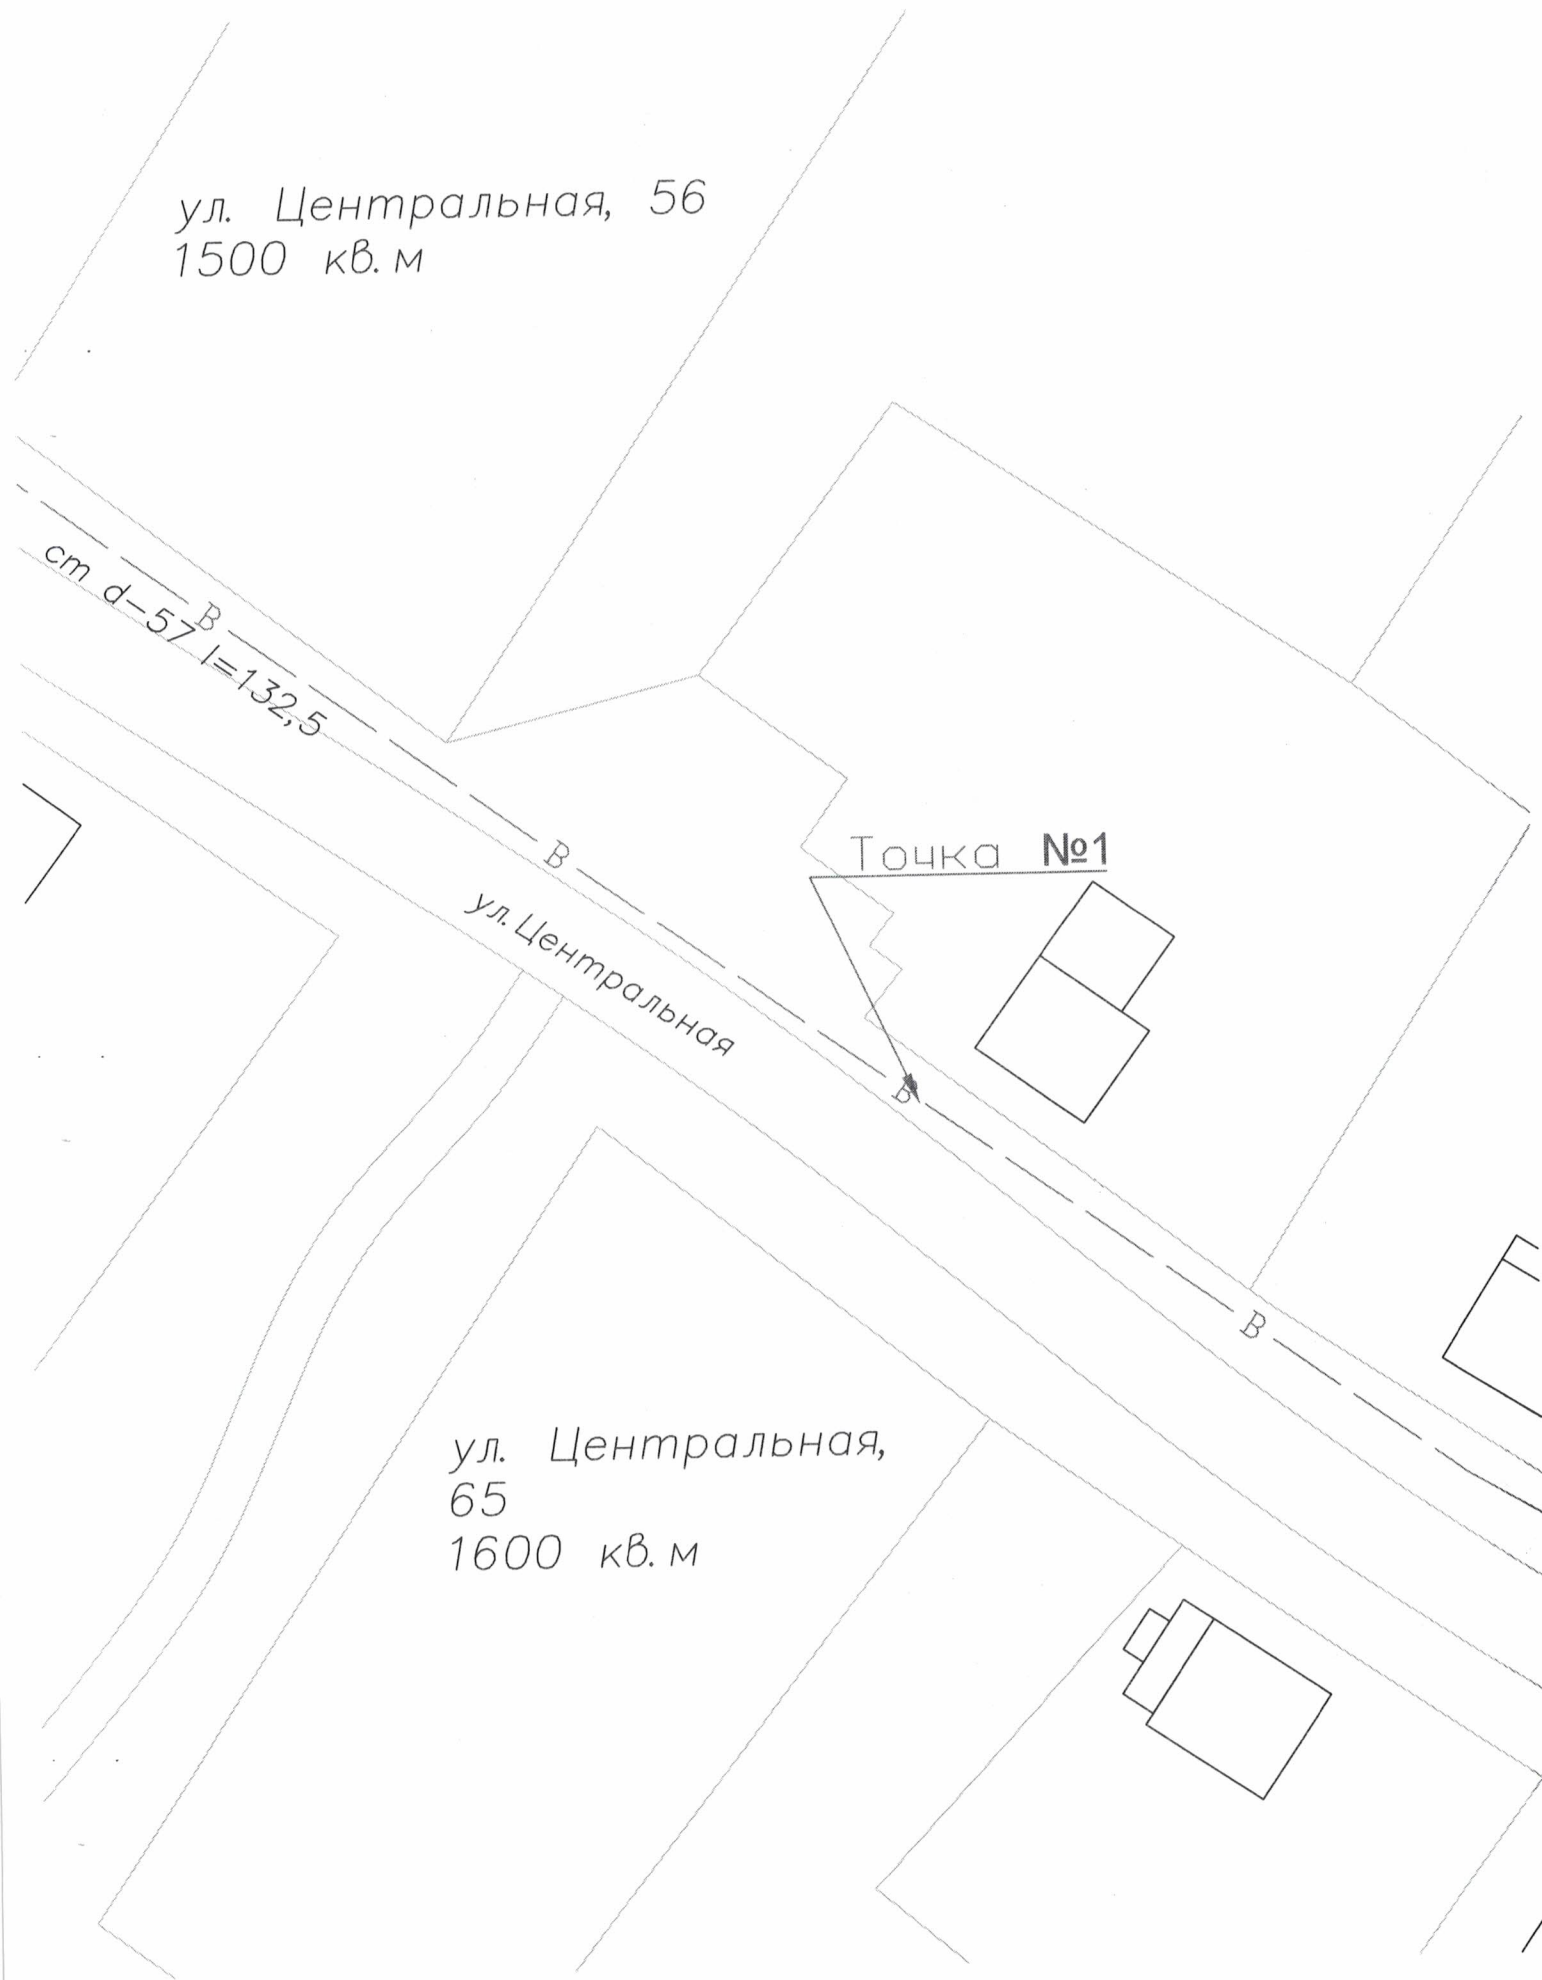 ул. Центральная, 56
1500 кв.м
ст d-57 l=132,5
В
В
Точка №1
ул. Центральная
В
В
ул. Центральная,
65
1600 кв.м